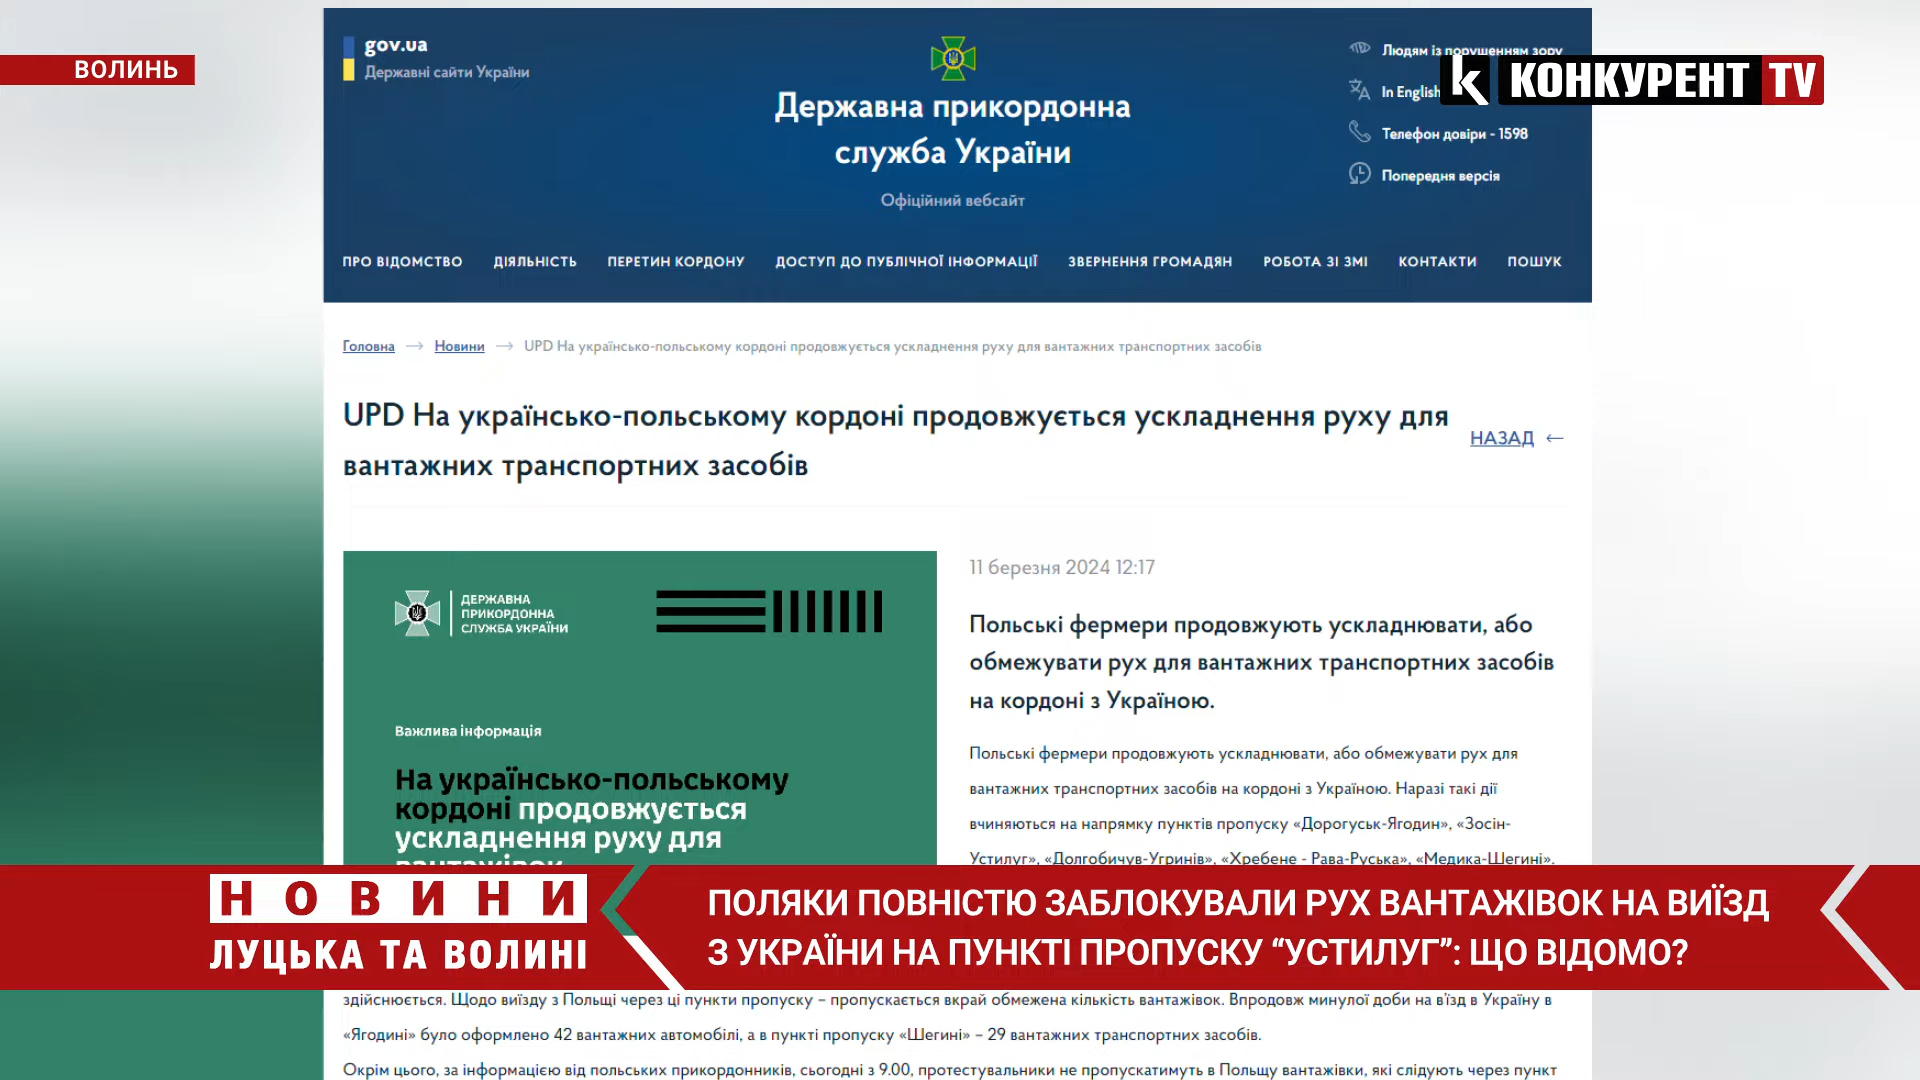 gov.ua
Державні сайти України
ВОЛИНЬ
Державна прикордонна
служба України
Офіційний вебсайт
Людям із порушенням зору
In English
Телефон довіри - 1598
Попередня версія
КОНКУРЕНТ TV
ПРО ВІДОМСТВО ДІЯЛЬНІСТЬ ПЕРЕТИН КОРДОНУ ДОСТУП ДО ПУБЛІЧНОЇ ІНФОРМАЦІЇ ЗВЕРНЕННЯ ГРОМАДЯН РОБОТА ЗІ ЗМІ КОНТАКТИ ПОШУК
Головна → Новини → UPD На українсько-польському кордоні продовжується ускладнення руху для вантажних транспортних засобів
UPD На українсько-польському кордоні продовжується ускладнення руху для
вантажних транспортних засобів
НАЗАД ←
ДЕРЖАВНА
ПРИКОРДОННА
СЛУЖБА УКРАЇНИ
Важлива інформація
На українсько-польському
кордоні продовжується
ускладнення руху для
вантажівок
11 березня 2024 12:17
Польські фермери продовжують ускладнювати, або
обмежувати рух для вантажних транспортних засобів
на кордоні з Україною.
Польські фермери продовжують ускладнювати, або обмежувати рух для
вантажних транспортних засобів на кордоні з Україною. Наразі такі дії
вчиняються на напрямку пунктів пропуску «Дорогуськ-Ягодин», «Зосін-
Устилуг», «Долгобичув-Угринів», «Хребене - Рава-Руська», «Медика-Шегині».
НОВИНИ
ЛУЦЬКА ТА ВОЛИНІ
ПОЛЯКИ ПОВНІСТЮ ЗАБЛОКУВАЛИ РУХ ВАНТАЖІВОК НА ВИЇЗД
З УКРАЇНИ НА ПУНКТІ ПРОПУСКУ “УСТИЛУГ”: ЩО ВІДОМО?
здійснюється. Щодо виїзду з Польщі через ці пункти пропуску – пропускається вкрай обмежена кількість вантажівок. Впродовж минулої доби на в'їзд в Україну в
«Ягодині» було оформлено 42 вантажних автомобілі, а в пункті пропуску «Шегині» – 29 вантажних транспортних засобів.
Окрім цього, за інформацією від польських прикордонників, сьогодні з 9.00, протестувальники не пропускатимуть в Польщу вантажівки, які слідують через пункт